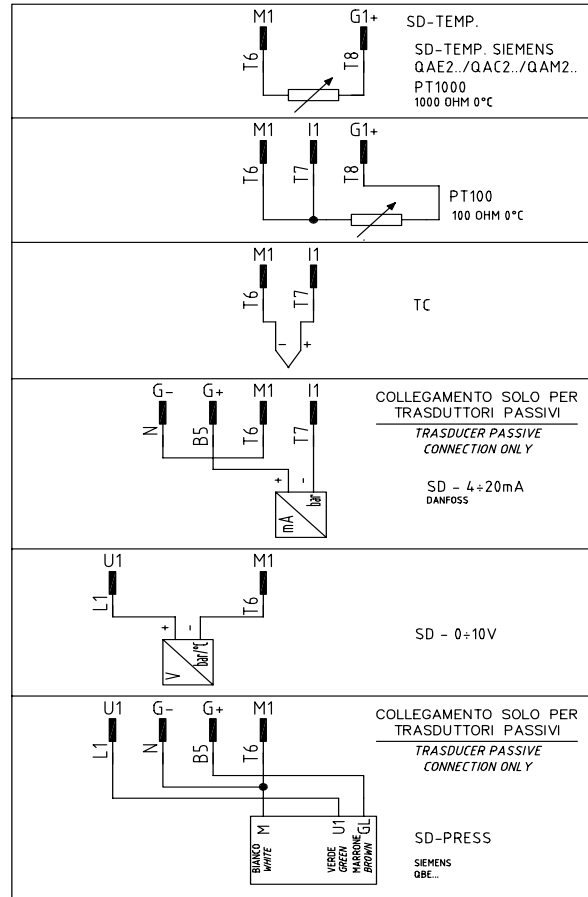 M1 G1+ SD-TEMP.
T6 T8
SD-TEMP. SIEMENS
QAE2../QAC2../QAM2..
PT1000
1000 OHM 0°C
M1 I1 G1+
T6 T7 T8
PT100
100 OHM 0°C
M1 I1
T6 T7
TC
- +
G- G+ M1 I1
N B5 T6 T7
COLLEGAMENTO SOLO PER
TRASDUTTORI PASSIVI
TRASDUCER PASSIVE
CONNECTION ONLY
+ -
mA bar
SD - 4÷20mA
DANFOSS
U1 M1
L1 T6
+ -
V bar/°C
SD - 0÷10V
U1 G- G+ M1
L1 N B5 T6
COLLEGAMENTO SOLO PER
TRASDUTTORI PASSIVI
TRASDUCER PASSIVE
CONNECTION ONLY
M U1 GL
BIANCO VERDE MARRONE
WHITE GREEN BROWN
SD-PRESS
SIEMENS
QBE...